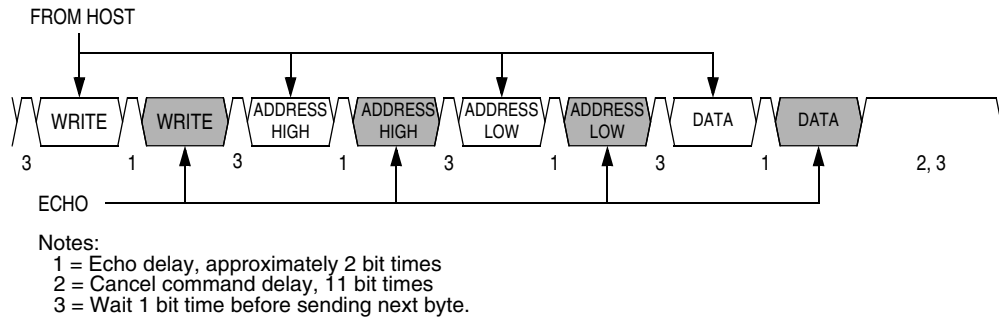 FROM HOST
WRITE WRITE ADDRESS HIGH ADDRESS HIGH ADDRESS LOW ADDRESS LOW DATA DATA
3 1 3 1 3 1 3 1 2, 3
ECHO
Notes:
1 = Echo delay, approximately 2 bit times
2 = Cancel command delay, 11 bit times
3 = Wait 1 bit time before sending next byte.